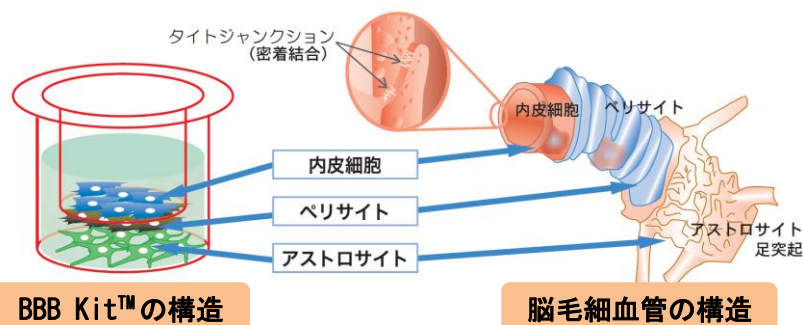 タイトジャンクション
(密着結合)
内皮細胞
ペリサイト
内皮細胞
ペリサイト
アストロサイト
アストロサイト
足突起
BBB Kit™の構造
脳毛細血管の構造